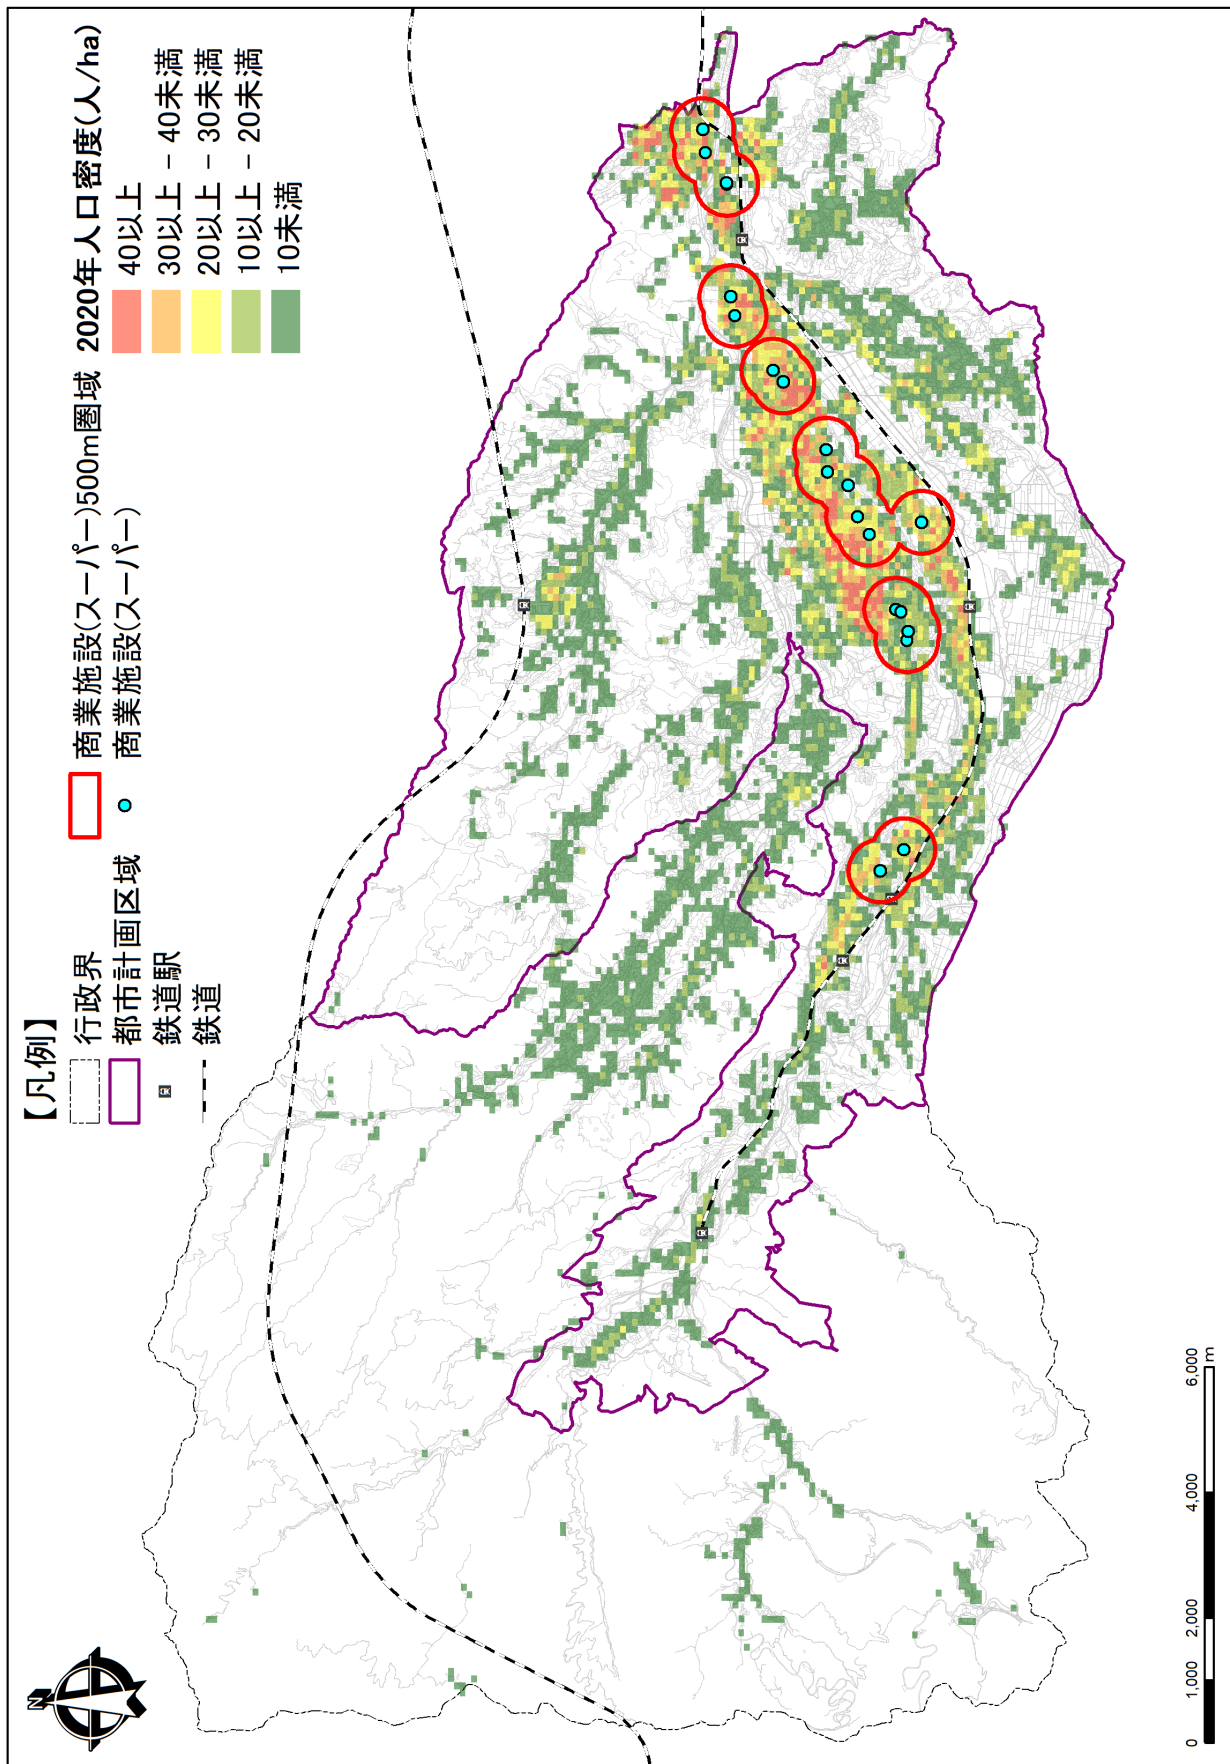 【凡例】
行政界
都市計画区域
鉄道駅
鉄道
商業施設(スーパー)500m圏域
商業施設(スーパー)
2020年人口密度(人/ha)
40以上
30以上 - 40未満
20以上 - 30未満
10以上 - 20未満
10未満
N
0 1,000 2,000 4,000 6,000
m